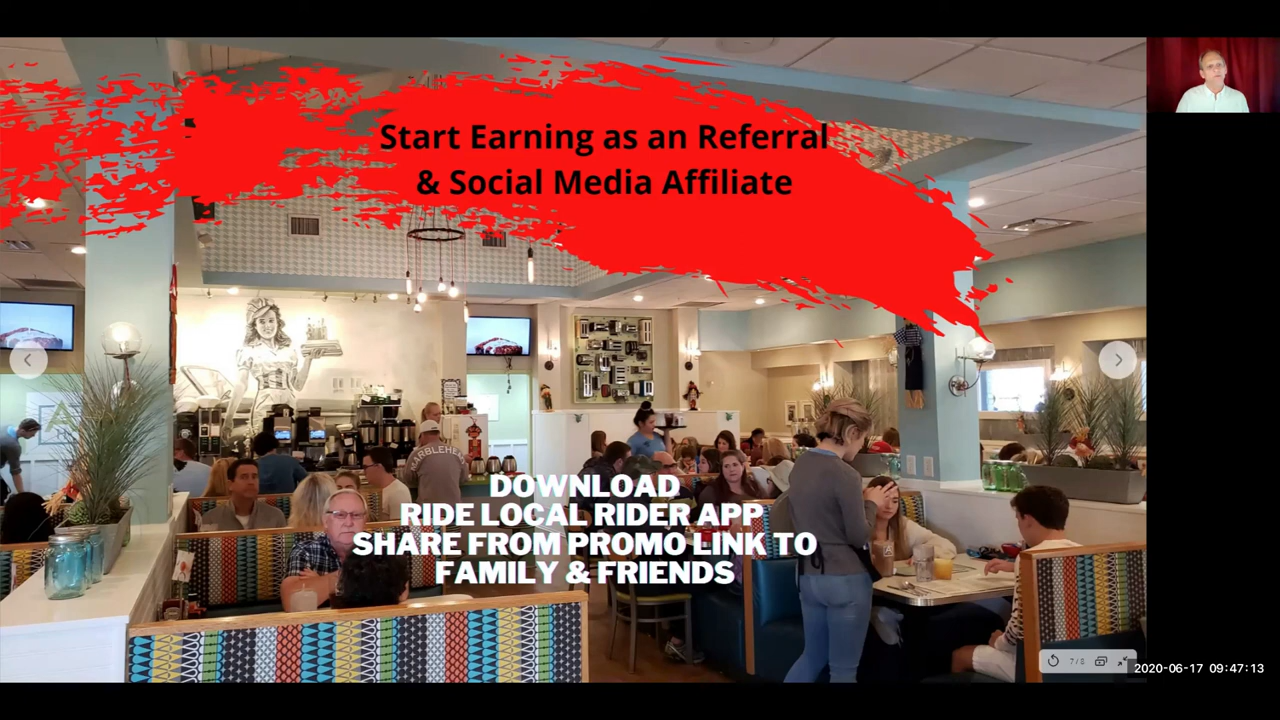 Start Earning as an Referral
& Social Media Affiliate
MARBLEHEAD
DOWNLOAD
RIDE LOCAL RIDER APP
SHARE FROM PROMO LINK TO
FAMILY & FRIENDS
7/8
2020-06-17 09:47:13